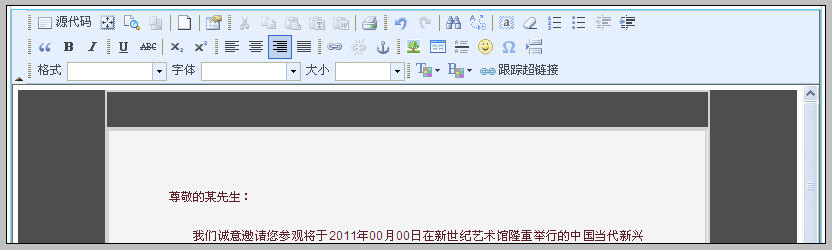 源代码
B I U ABC x₂ x²
格式 字体 大小 跟踪超链接
尊敬的某先生：
我们诚意邀请您参观将于2011年00月00日在新世纪艺术馆隆重举行的中国当代新兴